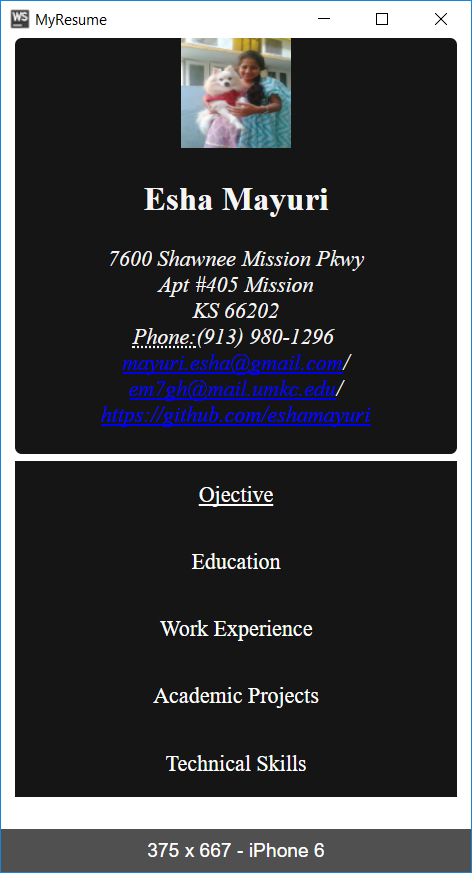 WS MyResume
Esha Mayuri
7600 Shawnee Mission Pkwy
Apt #405 Mission
KS 66202
Phone:(913) 980-1296
mayuri.esha@gmail.com/
em7gh@mail.umkc.edu/
https://github.com/eshamayuri
Ojective
Education
Work Experience
Academic Projects
Technical Skills
375 x 667 - iPhone 6